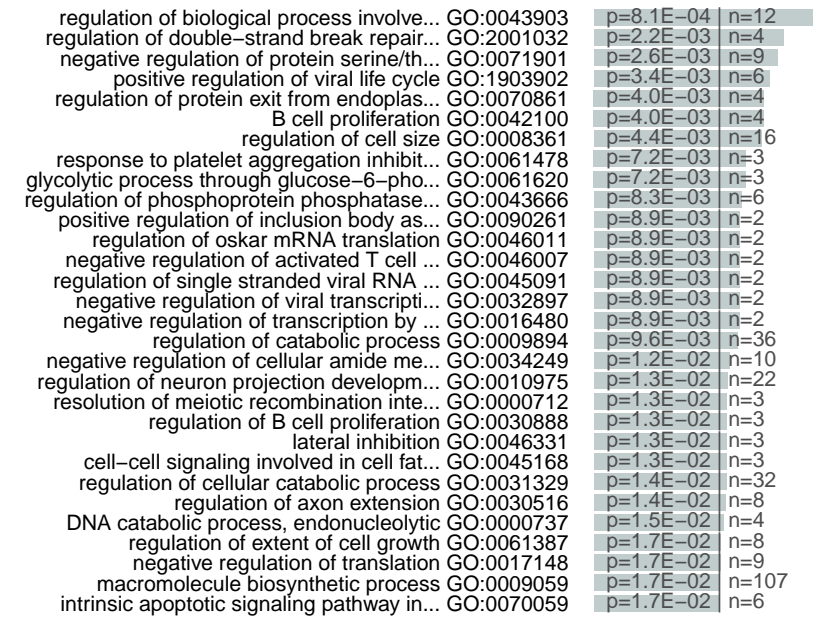 regulation of biological process involve... GO:0043903 p=8.1E−04 n=12
regulation of double−strand break repair... GO:2001032 p=2.2E−03 n=4
negative regulation of protein serine/th... GO:0071901 p=2.6E−03 n=9
positive regulation of viral life cycle GO:1903902 p=3.4E−03 n=6
regulation of protein exit from endoplas... GO:0070861 p=4.0E−03 n=4
B cell proliferation GO:0042100 p=4.0E−03 n=4
regulation of cell size GO:0008361 p=4.4E−03 n=16
response to platelet aggregation inhibit... GO:0061478 p=7.2E−03 n=3
glycolytic process through glucose−6−pho... GO:0061620 p=7.2E−03 n=3
regulation of phosphoprotein phosphatase... GO:0043666 p=8.3E−03 n=6
positive regulation of inclusion body as... GO:0090261 p=8.9E−03 n=2
regulation of oskar mRNA translation GO:0046011 p=8.9E−03 n=2
negative regulation of activated T cell ... GO:0046007 p=8.9E−03 n=2
regulation of single stranded viral RNA ... GO:0045091 p=8.9E−03 n=2
negative regulation of viral transcripti... GO:0032897 p=8.9E−03 n=2
negative regulation of transcription by ... GO:0016480 p=8.9E−03 n=2
regulation of catabolic process GO:0009894 p=9.6E−03 n=36
negative regulation of cellular amide me... GO:0034249 p=1.2E−02 n=10
regulation of neuron projection developm... GO:0010975 p=1.3E−02 n=22
resolution of meiotic recombination inte... GO:0000712 p=1.3E−02 n=3
regulation of B cell proliferation GO:0030888 p=1.3E−02 n=3
lateral inhibition GO:0046331 p=1.3E−02 n=3
cell−cell signaling involved in cell fat... GO:0045168 p=1.3E−02 n=3
regulation of cellular catabolic process GO:0031329 p=1.4E−02 n=32
regulation of axon extension GO:0030516 p=1.4E−02 n=8
DNA catabolic process, endonucleolytic GO:0000737 p=1.5E−02 n=4
regulation of extent of cell growth GO:0061387 p=1.7E−02 n=8
negative regulation of translation GO:0017148 p=1.7E−02 n=9
macromolecule biosynthetic process GO:0009059 p=1.7E−02 n=107
intrinsic apoptotic signaling pathway in... GO:0070059 p=1.7E−02 n=6